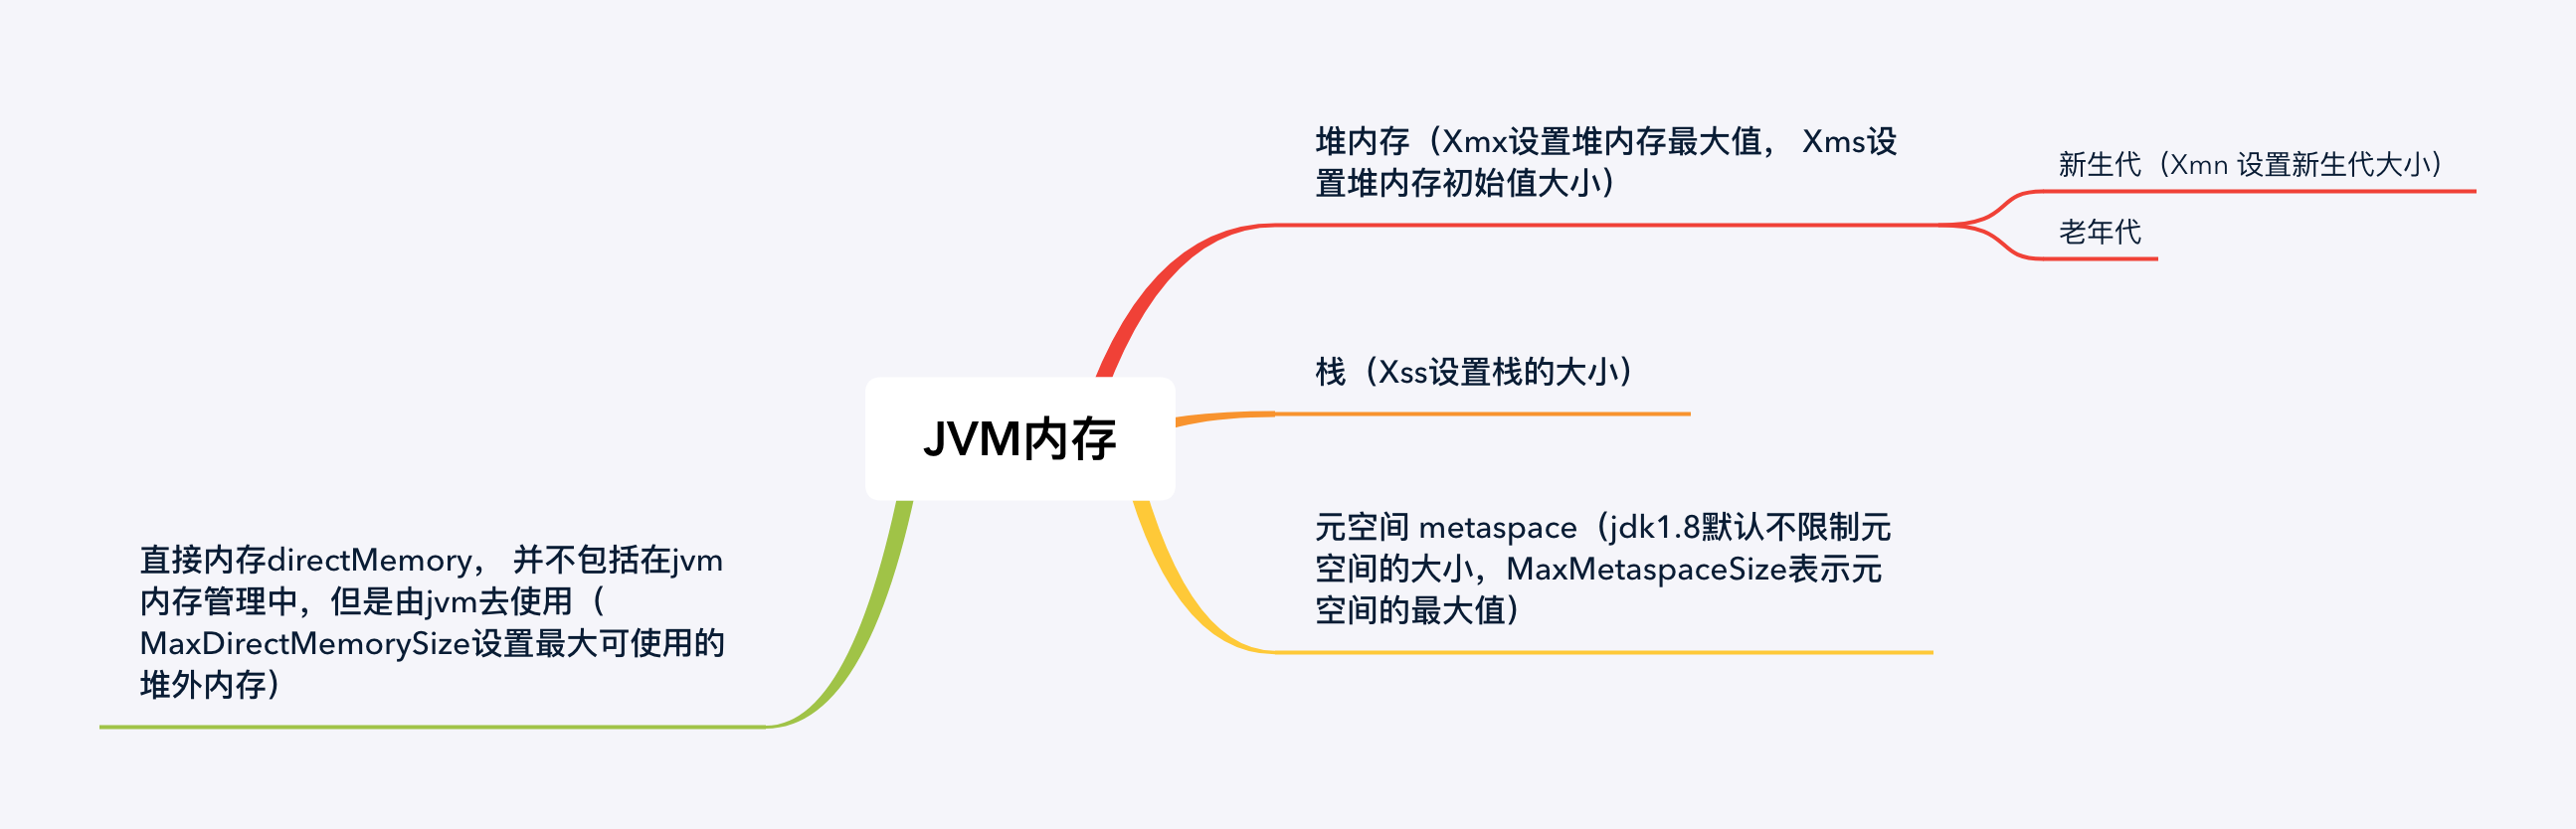 堆内存（Xmx设置堆内存最大值， Xms设
置堆内存初始值大小）
新生代（Xmn 设置新生代大小）
老年代
栈（Xss设置栈的大小）
JVM内存
元空间 metaspace（jdk1.8默认不限制元
空间的大小，MaxMetaspaceSize表示元
空间的最大值）
直接内存directMemory， 并不包括在jvm
内存管理中，但是由jvm去使用（
MaxDirectMemorySize设置最大可使用的
堆外内存）